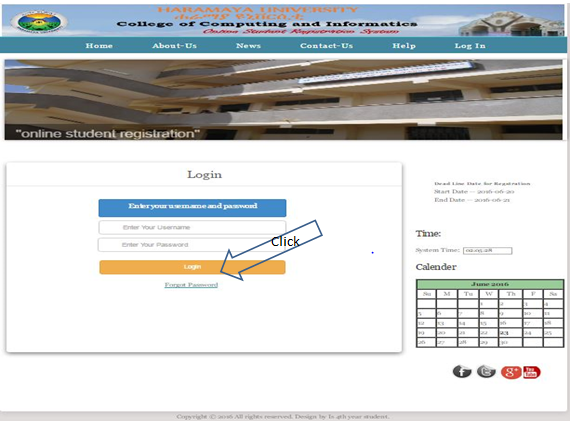 HARAMAYA UNIVERSITY
College of Computing and Informatics
Online Student Registration System
Home About-Us News Contact-Us Help Log In
"online student registration"
Login
Enter your username and password
Enter Your Username
Enter Your Password
Login
Forgot Password
Click
Dead Line Date for Registration
Start Date -- 2016-06-20
End Date -- 2016-06-21
Time:
System Time: 02:05:28
Calender
June 2016
Su M Tu W Th F Sa
1 2 3 4
5 6 7 8 9 10 11
12 13 14 15 16 17 18
19 20 21 22 23 24 25
26 27 28 29 30
You Tube
Copyright © 2016 All rights reserved. Design by Is 4th year student.